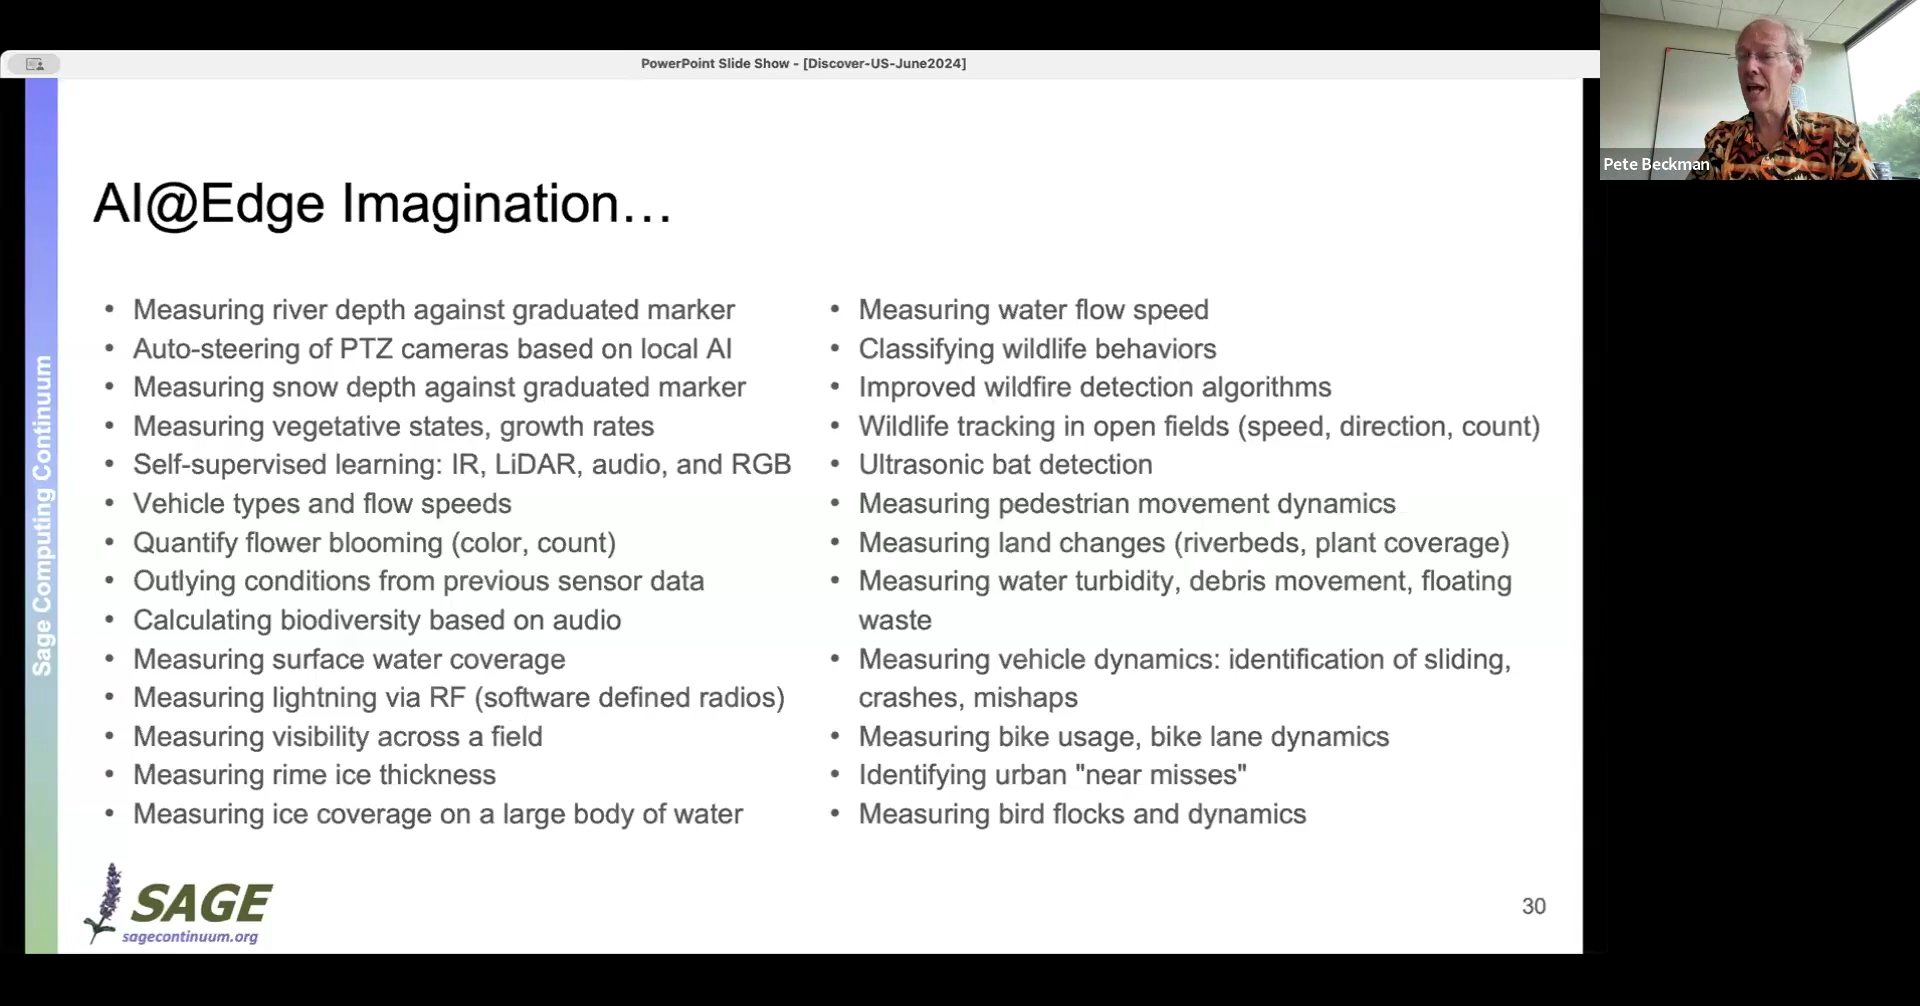 PowerPoint Slide Show - [Discover-US-June2024]
Pete Beckman
Sage Computing Continuum
AI@Edge Imagination…
• Measuring river depth against graduated marker
• Auto-steering of PTZ cameras based on local AI
• Measuring snow depth against graduated marker
• Measuring vegetative states, growth rates
• Self-supervised learning: IR, LiDAR, audio, and RGB
• Vehicle types and flow speeds
• Quantify flower blooming (color, count)
• Outlying conditions from previous sensor data
• Calculating biodiversity based on audio
• Measuring surface water coverage
• Measuring lightning via RF (software defined radios)
• Measuring visibility across a field
• Measuring rime ice thickness
• Measuring ice coverage on a large body of water
• Measuring water flow speed
• Classifying wildlife behaviors
• Improved wildfire detection algorithms
• Wildlife tracking in open fields (speed, direction, count)
• Ultrasonic bat detection
• Measuring pedestrian movement dynamics
• Measuring land changes (riverbeds, plant coverage)
• Measuring water turbidity, debris movement, floating
waste
• Measuring vehicle dynamics: identification of sliding,
crashes, mishaps
• Measuring bike usage, bike lane dynamics
• Identifying urban "near misses"
• Measuring bird flocks and dynamics
SAGE
sagecontinuum.org
30